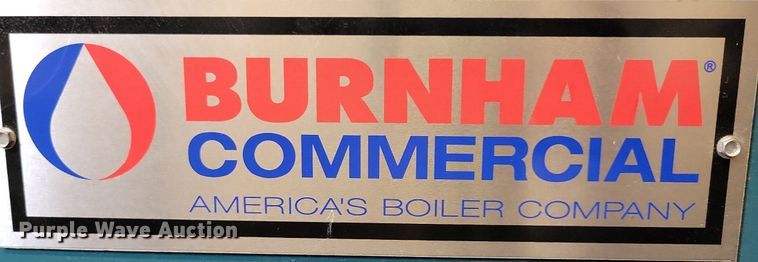 BURNHAM®
COMMERCIAL
AMERICA'S BOILER COMPANY
Purple Wave Auction